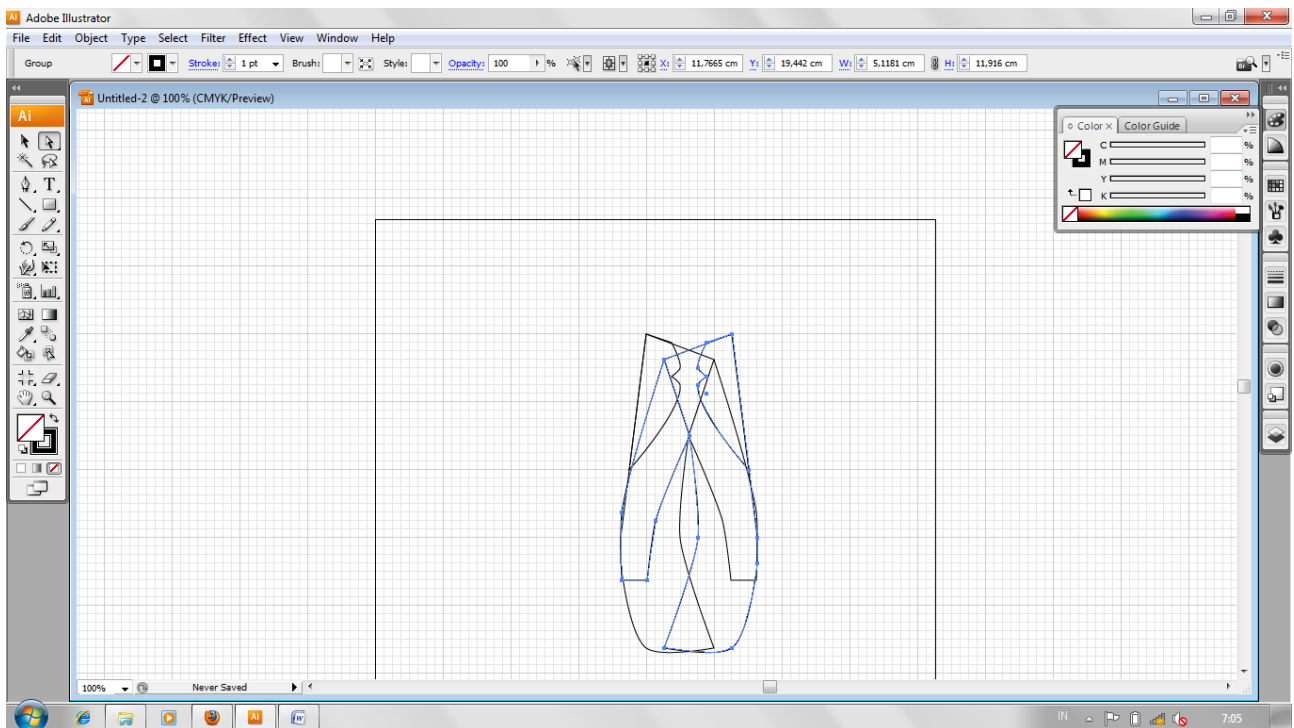 Adobe Illustrator
File Edit Object Type Select Filter Effect View Window Help
Group Stroke: 1 pt Brush: Style: Opacity: 100 % X: 11,7665 cm Y: 19,442 cm W: 5,1181 cm H: 11,916 cm
Untitled-2 @ 100% (CMYK/Preview)
Ai
Color × Color Guide
C %
M %
Y %
K %
T
100% Never Saved
Ai W IN 7:05